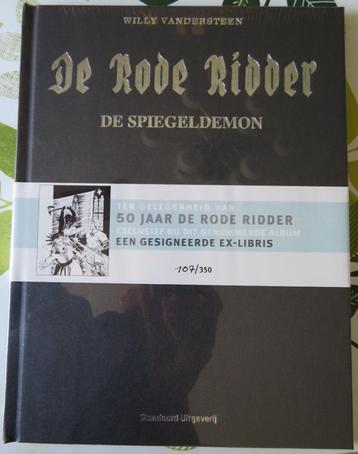 WILLY VANDERSTEEN
De Rode Ridder
DE SPIEGELDEMON
TER GELEGENHEID VAN
50 JAAR DE RODE RIDDER
EXCLUSIEF BIJ DIT GENUMMERDE ALBUM
EEN GESIGNEERDE EX-LIBRIS
107/350
Standaard Uitgeverij